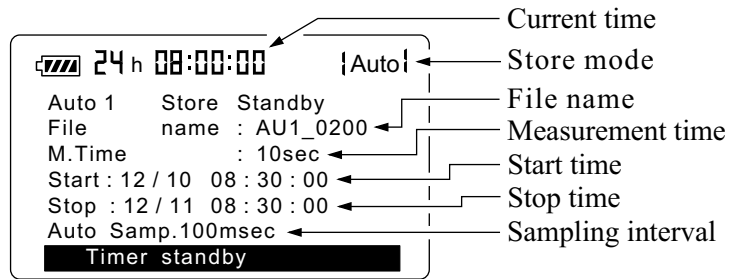 Current time
24 h 08:00:00 Auto Store mode
Auto 1 Store Standby
File name : AU1_0200 File name
M.Time : 10sec Measurement time
Start : 12 / 10 08 : 30 : 00 Start time
Stop : 12 / 11 08 : 30 : 00 Stop time
Auto Samp.100msec Sampling interval
Timer standby